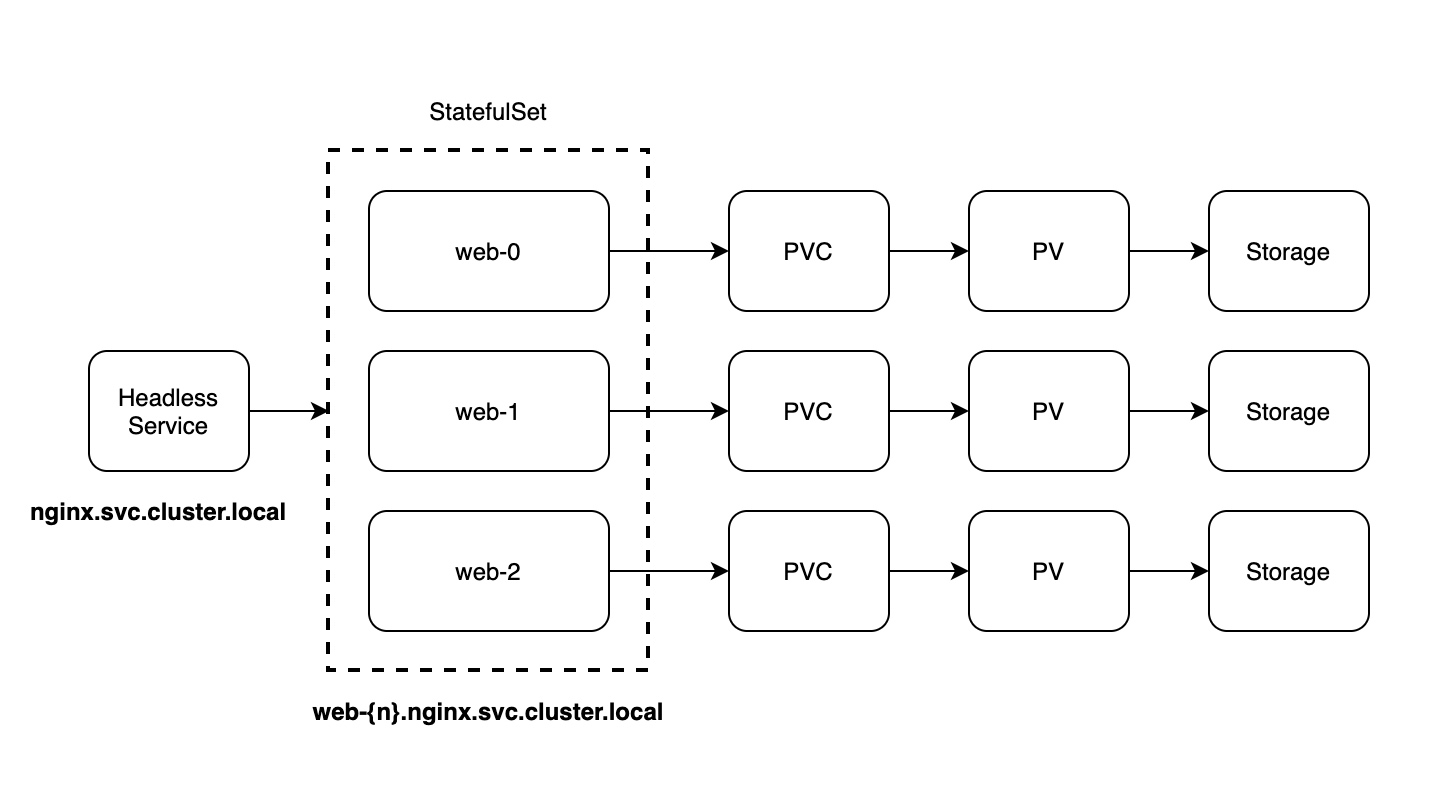 StatefulSet
web-0
PVC
PV
Storage
Headless
Service
web-1
PVC
PV
Storage
nginx.svc.cluster.local
web-2
PVC
PV
Storage
web-{n}.nginx.svc.cluster.local